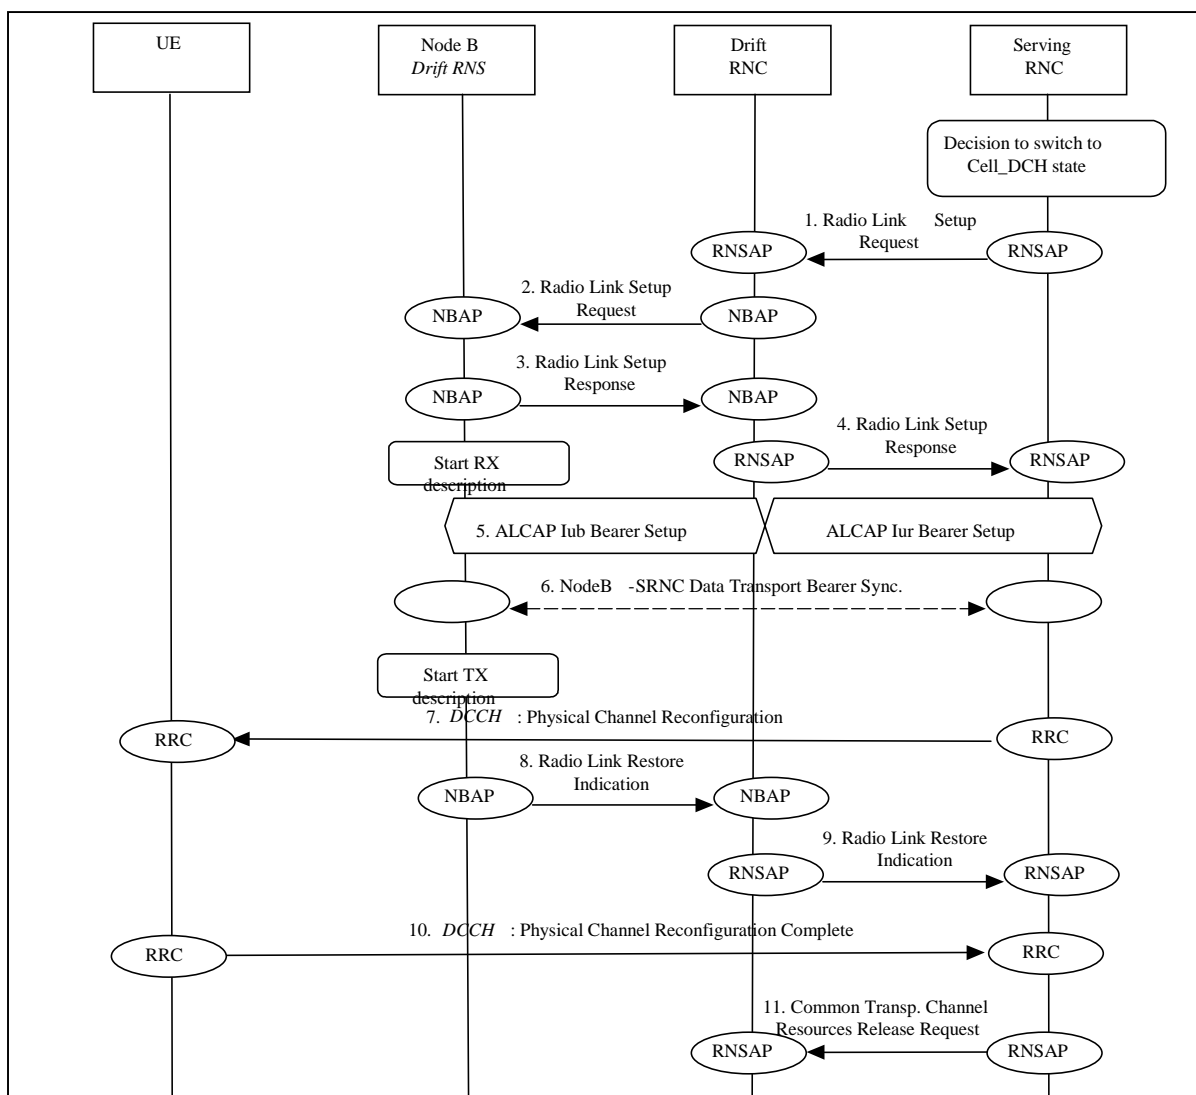 UE
Node B
Drift RNS
Drift
RNC
Serving
RNC
Decision to switch to
Cell_DCH state
1. Radio Link Setup
Request
RNSAP
RNSAP
2. Radio Link Setup
Request
NBAP
NBAP
3. Radio Link Setup
Response
NBAP
NBAP
4. Radio Link Setup
Response
RNSAP
RNSAP
Start RX
description
5. ALCAP Iub Bearer Setup
ALCAP Iur Bearer Setup
6. NodeB -SRNC Data Transport Bearer Sync.
Start TX
description
7. DCCH : Physical Channel Reconfiguration
RRC
RRC
8. Radio Link Restore
Indication
NBAP
NBAP
9. Radio Link Restore
Indication
RNSAP
RNSAP
10. DCCH : Physical Channel Reconfiguration Complete
RRC
RRC
11. Common Transp. Channel
Resources Release Request
RNSAP
RNSAP